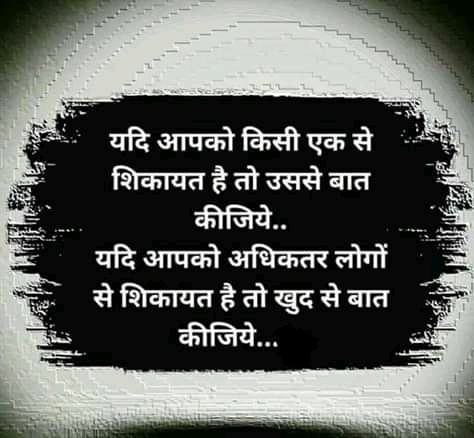 यदि आपको किसी एक से
शिकायत है तो उससे बात
कीजिये..
यदि आपको अधिकतर लोगों
से शिकायत है तो खुद से बात
कीजिये...